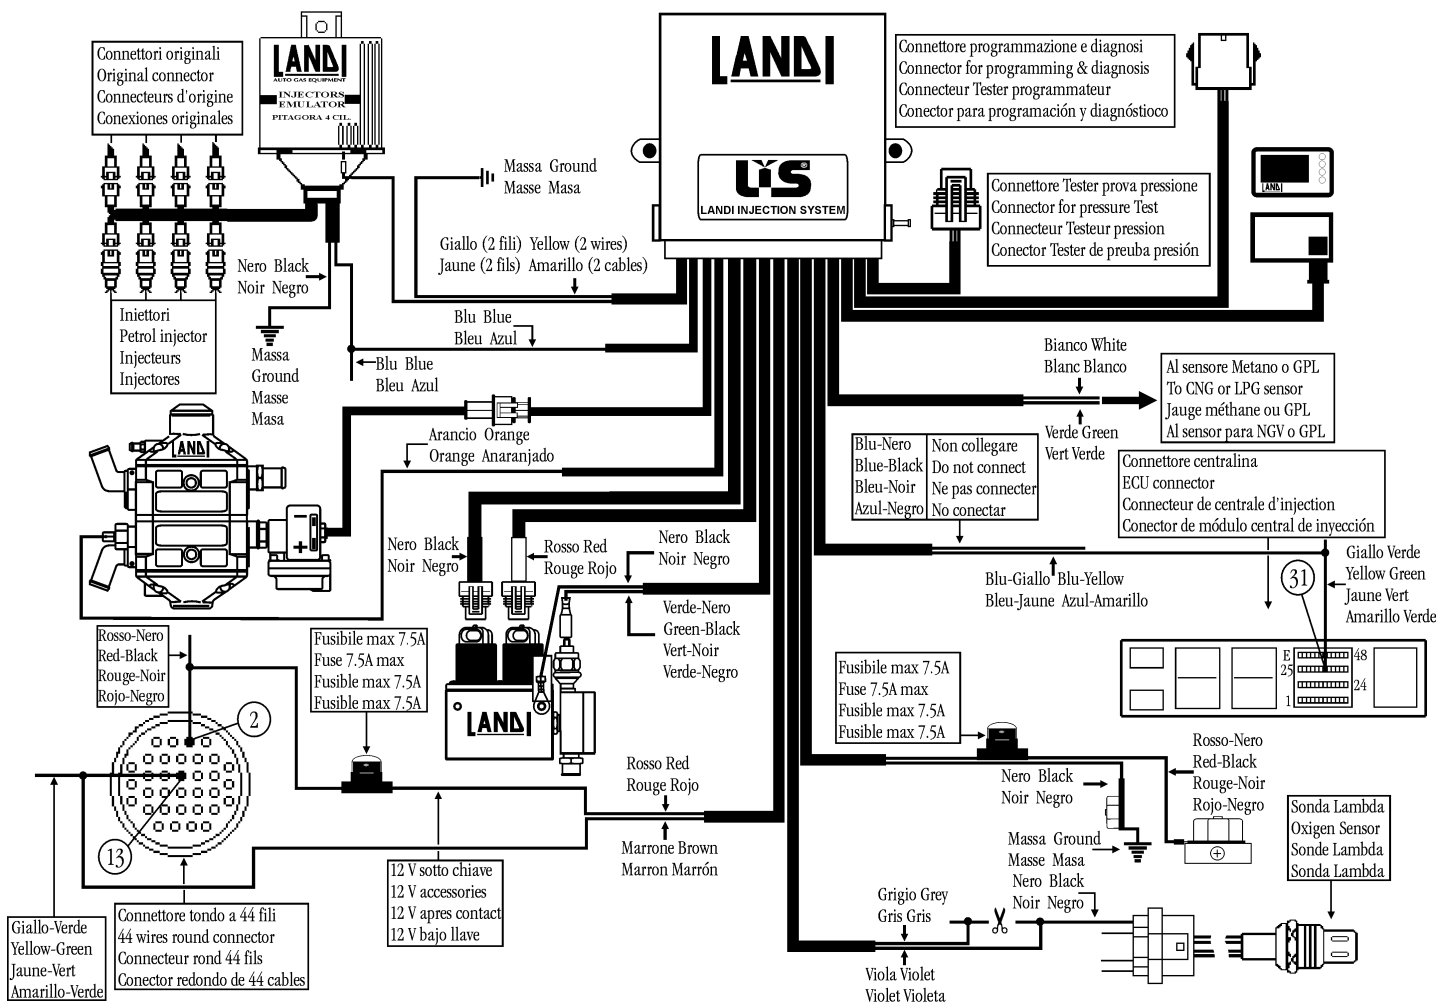 Connettori originali
Original connector
Connecteurs d'origine
Conexiones originales
LANDI
AUTO GAS EQUIPMENT
INJECTORS
EMULATOR
PITAGORA 4 CIL.
LANDI
LIS®
LANDI INJECTION SYSTEM
Connettore programmazione e diagnosi
Connector for programming & diagnosis
Connecteur Tester programmateur
Conector para programación y diagnóstioco
LANDI
Connettore Tester prova pressione
Connector for pressure Test
Connecteur Testeur pression
Conector Tester de preuba presión
Massa Ground
Masse Masa
Giallo (2 fili) Yellow (2 wires)
Jaune (2 fils) Amarillo (2 cables)
Nero Black
Noir Negro
Iniettori
Petrol injector
Injecteurs
Injectores
Massa
Ground
Masse
Masa
Blu Blue
Bleu Azul
Blu Blue
Bleu Azul
Arancio Orange
Orange Anaranjado
LANDI
Bianco White
Blanc Blanco
Verde Green
Vert Verde
Al sensore Metano o GPL
To CNG or LPG sensor
Jauge méthane ou GPL
Al sensor para NGV o GPL
Blu-Nero
Blue-Black
Bleu-Noir
Azul-Negro
Non collegare
Do not connect
Ne pas connecter
No conectar
Connettore centralina
ECU connector
Connecteur de centrale d'injection
Conector de módulo central de inyección
Blu-Giallo Blu-Yellow
Bleu-Jaune Azul-Amarillo
31
Giallo Verde
Yellow Green
Jaune Vert
Amarillo Verde
E
25
1
48
24
Nero Black
Noir Negro
Rosso Red
Rouge Rojo
Nero Black
Noir Negro
Verde-Nero
Green-Black
Vert-Noir
Verde-Negro
LANDI
Rosso-Nero
Red-Black
Rouge-Noir
Rojo-Negro
2
13
Fusibile max 7.5A
Fuse 7.5A max
Fusible max 7.5A
Fusible max 7.5A
Rosso Red
Rouge Rojo
Marrone Brown
Marron Marrón
12 V sotto chiave
12 V accessories
12 V apres contact
12 V bajo llave
Giallo-Verde
Yellow-Green
Jaune-Vert
Amarillo-Verde
Connettore tondo a 44 fili
44 wires round connector
Connecteur rond 44 fils
Conector redondo de 44 cables
Fusibile max 7.5A
Fuse 7.5A max
Fusible max 7.5A
Fusible max 7.5A
Nero Black
Noir Negro
Rosso-Nero
Red-Black
Rouge-Noir
Rojo-Negro
Massa Ground
Masse Masa
Nero Black
Noir Negro
Grigio Grey
Gris Gris
Viola Violet
Violet Violeta
Sonda Lambda
Oxigen Sensor
Sonde Lambda
Sonda Lambda